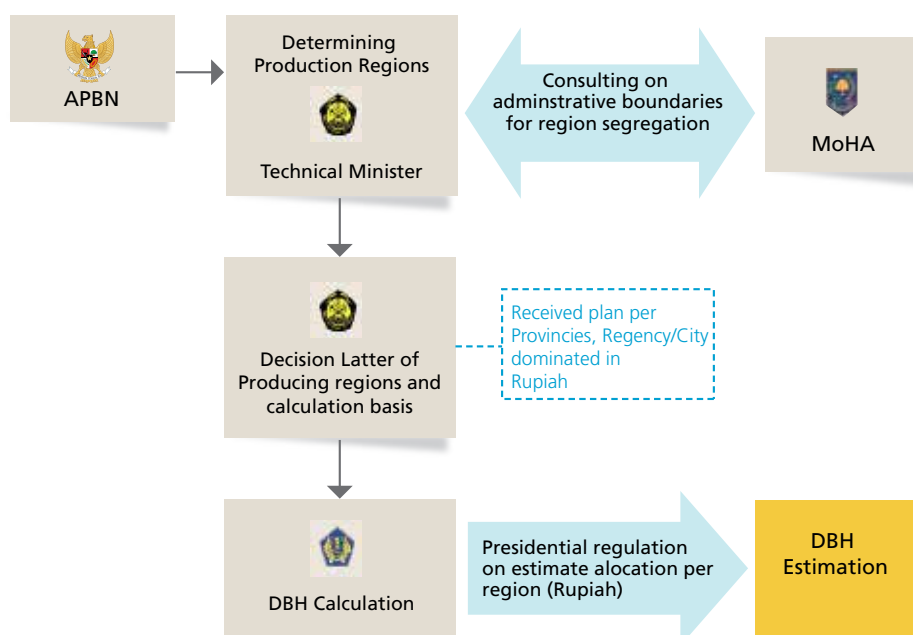 APBN
Determining
Production Regions
Technical Minister
Consulting on
adminstrative boundaries
for region segregation
MoHA
Decision Latter of
Producing regions and
calculation basis
Received plan per
Provinces, Regency/City
dominated in
Rupiah
DBH Calculation
Presidential regulation
on estimate alocation per
region (Rupiah)
DBH
Estimation